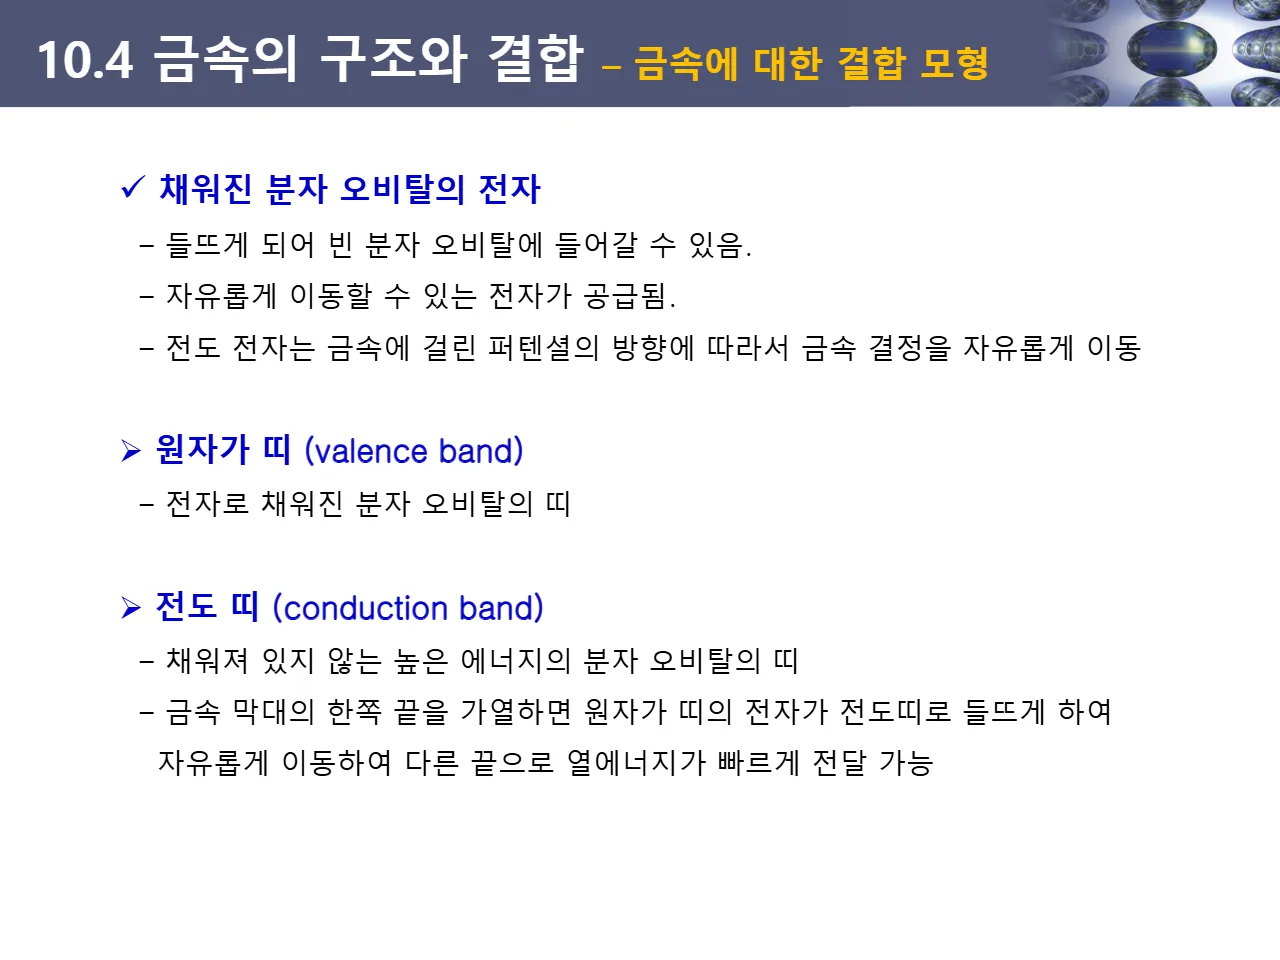 10.4 금속의 구조와 결합 – 금속에 대한 결합 모형
✓ 채워진 분자 오비탈의 전자
– 들뜨게 되어 빈 분자 오비탈에 들어갈 수 있음.
– 자유롭게 이동할 수 있는 전자가 공급됨.
– 전도 전자는 금속에 걸린 퍼텐셜의 방향에 따라서 금속 결정을 자유롭게 이동
➢ 원자가 띠 (valence band)
– 전자로 채워진 분자 오비탈의 띠
➢ 전도 띠 (conduction band)
– 채워져 있지 않는 높은 에너지의 분자 오비탈의 띠
– 금속 막대의 한쪽 끝을 가열하면 원자가 띠의 전자가 전도띠로 들뜨게 하여
자유롭게 이동하여 다른 끝으로 열에너지가 빠르게 전달 가능